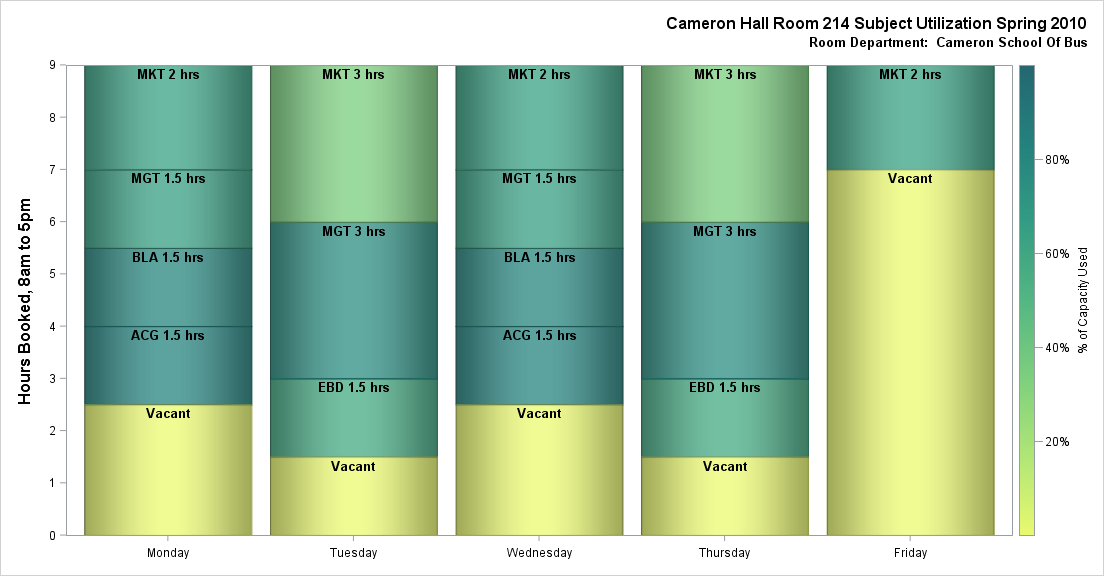 Cameron Hall Room 214 Subject Utilization Spring 2010
Room Department: Cameron School Of Bus
Hours Booked, 8am to 5pm
9
8
7
6
5
4
3
2
1
0
MKT 2 hrs
MGT 1.5 hrs
BLA 1.5 hrs
ACG 1.5 hrs
Vacant
Monday
MKT 3 hrs
MGT 3 hrs
EBD 1.5 hrs
Vacant
Tuesday
MKT 2 hrs
MGT 1.5 hrs
BLA 1.5 hrs
ACG 1.5 hrs
Vacant
Wednesday
MKT 3 hrs
MGT 3 hrs
EBD 1.5 hrs
Vacant
Thursday
MKT 2 hrs
Vacant
Friday
80%
60%
40%
20%
% of Capacity Used